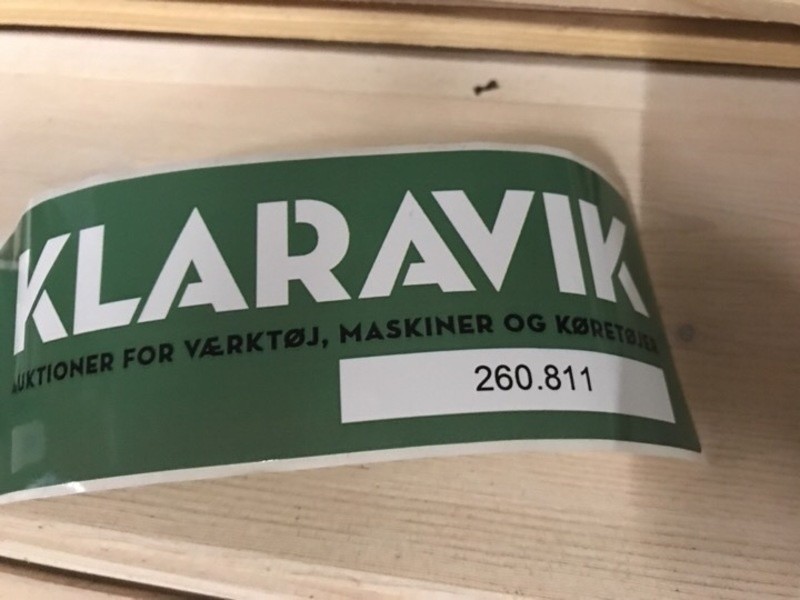 KLARAVIK
AUKTIONER FOR VÆRKTØJ, MASKINER OG KØRETØJER
260.811